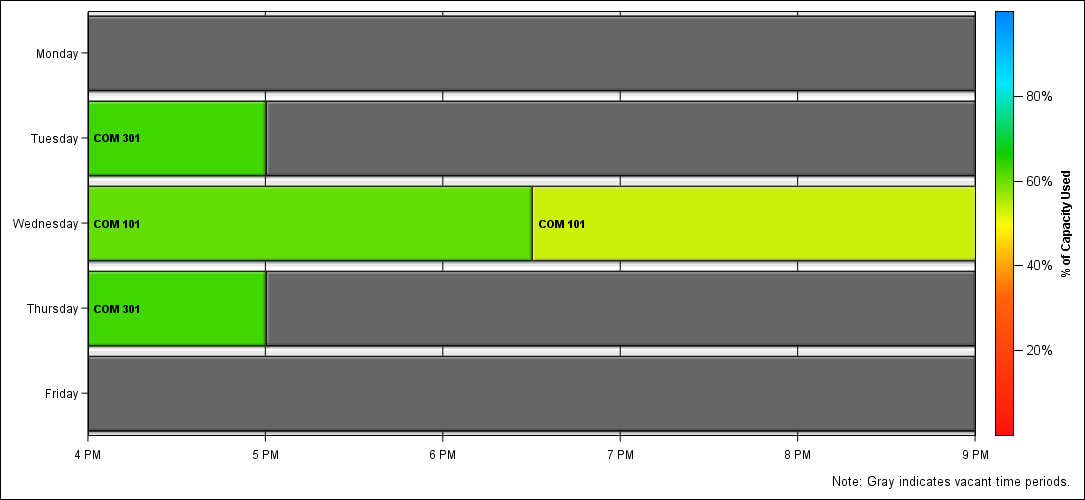 Monday
Tuesday
COM 301
Wednesday
COM 101
COM 101
Thursday
COM 301
Friday
4 PM
5 PM
6 PM
7 PM
8 PM
9 PM
80%
60%
40%
20%
% of Capacity Used
Note: Gray indicates vacant time periods.